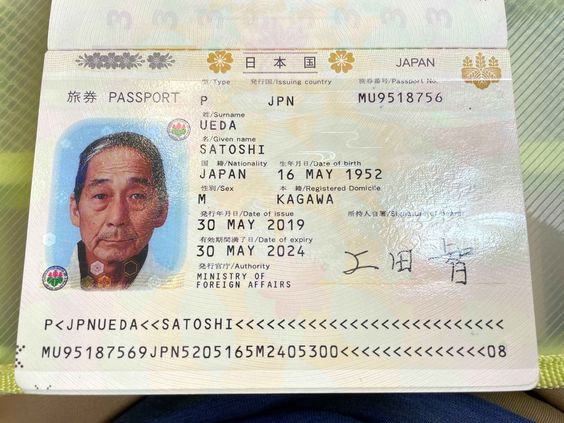 日本国 JAPAN
型/Type 発行国/Issuing country 旅券番号/Passport No.
旅券 PASSPORT P JPN MU9518756
姓/Surname
UEDA
名/Given name
SATOSHI
国 籍/Nationality 生年月日/Date of birth
JAPAN 16 MAY 1952
性別/Sex 本 籍/Registered Domicile
M KAGAWA
発行年月日/Date of issue 所持人自署/Signature of bearer
30 MAY 2019
有効期間満了日/Date of expiry
30 MAY 2024
発行官庁/Authority
MINISTRY OF
FOREIGN AFFAIRS
P<JPNUEDA<<SATOSHI<<<<<<<<<<<<<<<<<<<<<<<<<<
MU95187569JPN5205165M2405300<<<<<<<<<<<<<<08